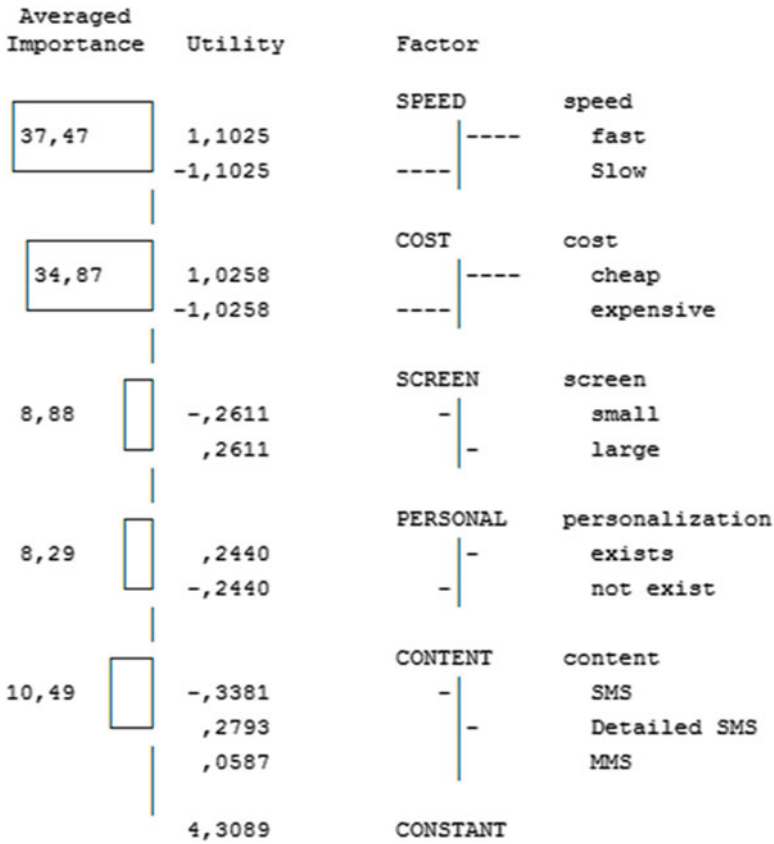 Averaged
Importance Utility Factor
SPEED speed
37,47 1,1025 ---- fast
-1,1025 ---- Slow
COST cost
34,87 1,0258 ---- cheap
-1,0258 ---- expensive
SCREEN screen
8,88 -,2611 - small
,2611 - large
PERSONAL personalization
8,29 ,2440 - exists
-,2440 - not exist
CONTENT content
10,49 -,3381 - SMS
,2793 - Detailed SMS
,0587 MMS
4,3089 CONSTANT